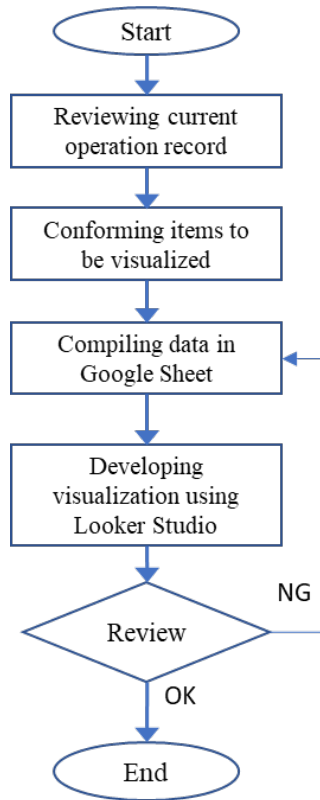 Start
Reviewing current
operation record
Conforming items to
be visualized
Compiling data in
Google Sheet
Developing
visualization using
Looker Studio
NG
Review
OK
End